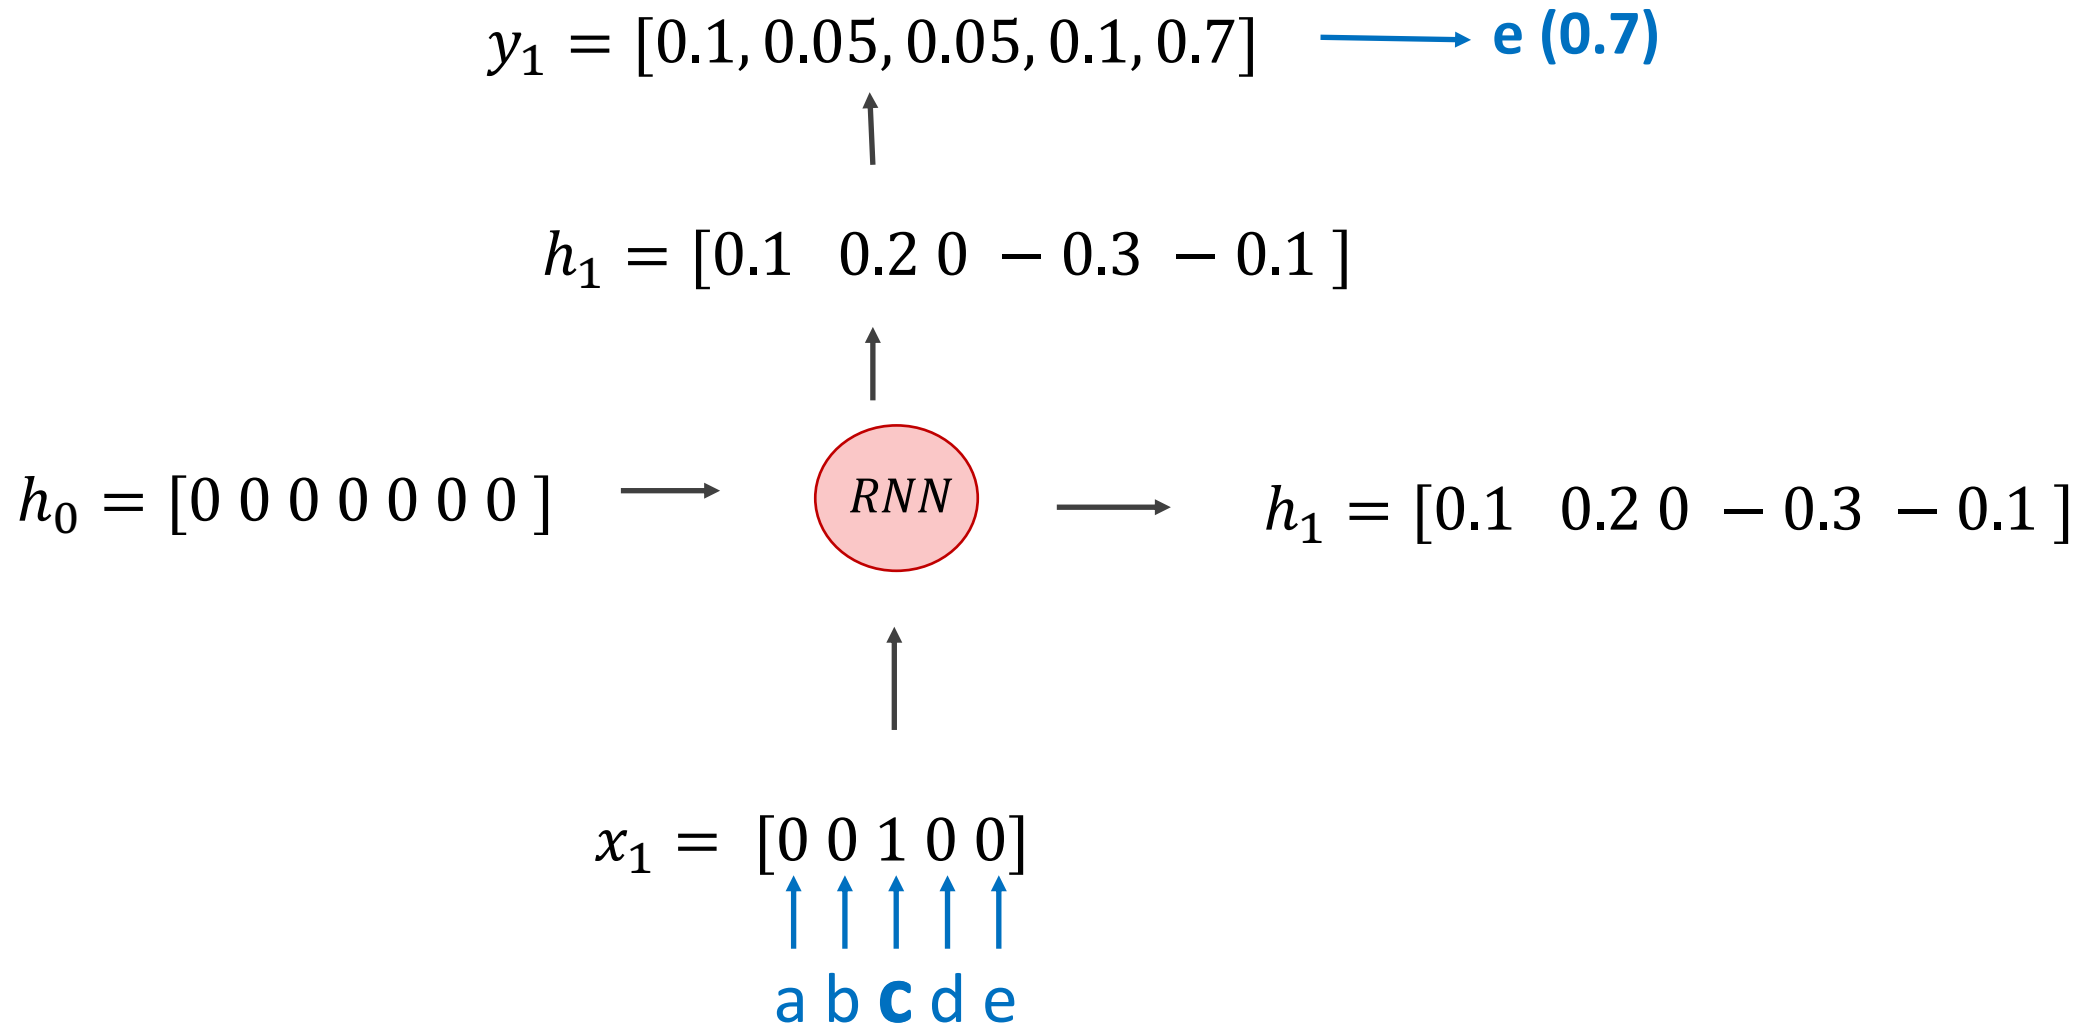 y₁ = [0.1, 0.05, 0.05, 0.1, 0.7] e (0.7)
h₁ = [0.1 0.2 0 − 0.3 − 0.1 ]
h₀ = [0 0 0 0 0 0 0 ] RNN h₁ = [0.1 0.2 0 − 0.3 − 0.1 ]
x₁ = [0 0 1 0 0]
a b c d e